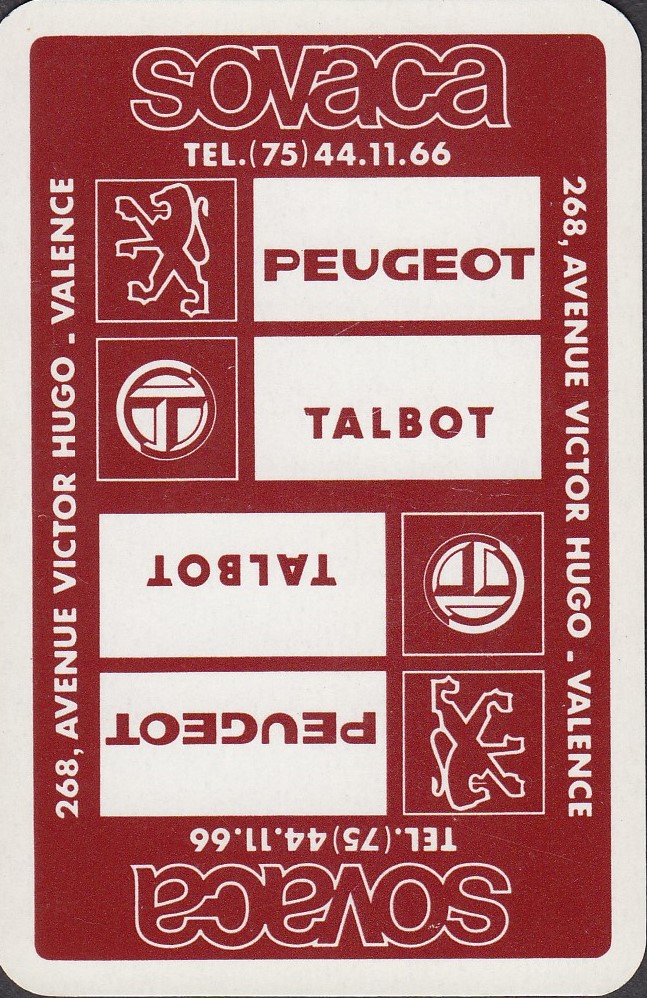 sovaca
TEL.(75)44.11.66
268, AVENUE VICTOR HUGO - VALENCE
268, AVENUE VICTOR HUGO - VALENCE
PEUGEOT
TALBOT
TALBOT
PEUGEOT
TEL.(75)44.11.66
sovaca